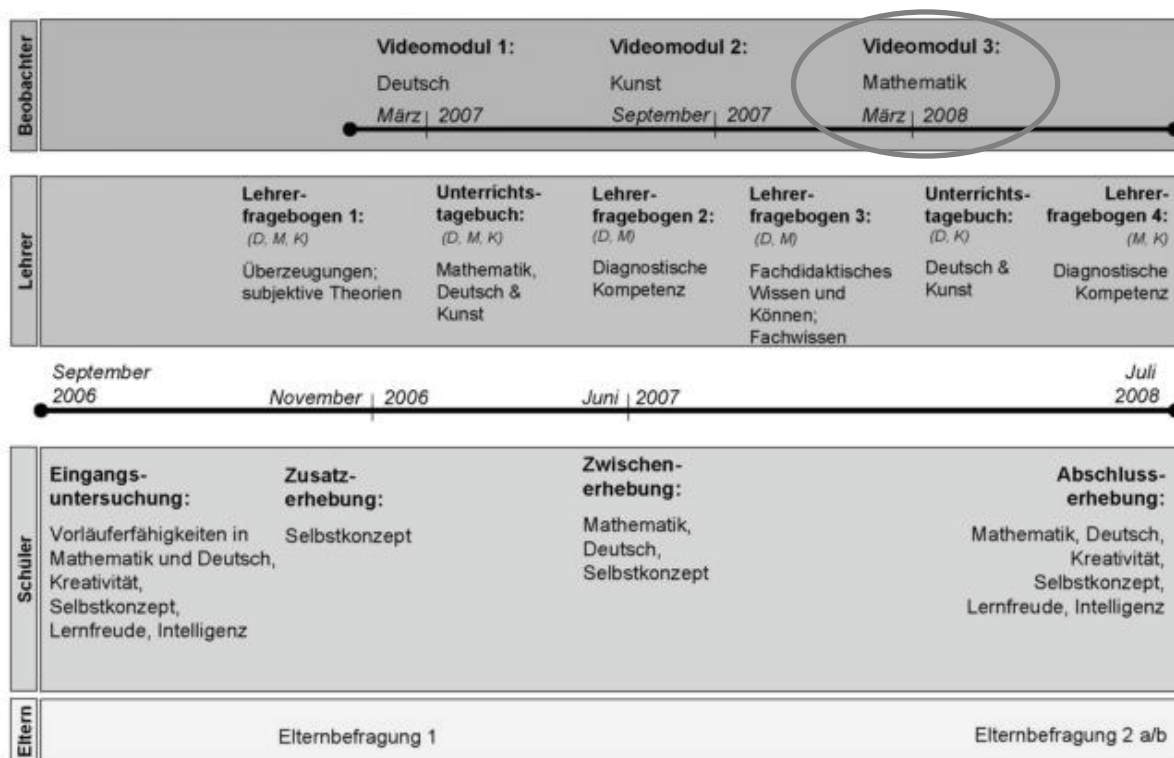 Beobachter
Videomodul 1:
Deutsch
März 2007
Videomodul 2:
Kunst
September 2007
Videomodul 3:
Mathematik
März 2008
Lehrer
Lehrer-
fragebogen 1:
(D, M, K)
Überzeugungen;
subjektive Theorien
Unterrichts-
tagebuch:
(D, M, K)
Mathematik,
Deutsch &
Kunst
Lehrer-
fragebogen 2:
(D, M)
Diagnostische
Kompetenz
Lehrer-
fragebogen 3:
(D, M)
Fachdidaktisches
Wissen und
Können;
Fachwissen
Unterrichts-
tagebuch:
(D, K)
Deutsch &
Kunst
Lehrer-
fragebogen 4:
(M, K)
Diagnostische
Kompetenz
September
2006
November 2006
Juni 2007
Juli
2008
Schüler
Eingangs-
untersuchung:
Vorläuferfähigkeiten in
Mathematik und Deutsch,
Kreativität,
Selbstkonzept,
Lernfreude, Intelligenz
Zusatz-
erhebung:
Selbstkonzept
Zwischen-
erhebung:
Mathematik,
Deutsch,
Selbstkonzept
Abschluss-
erhebung:
Mathematik, Deutsch,
Kreativität,
Selbstkonzept,
Lernfreude, Intelligenz
Eltern
Elternbefragung 1
Elternbefragung 2 a/b